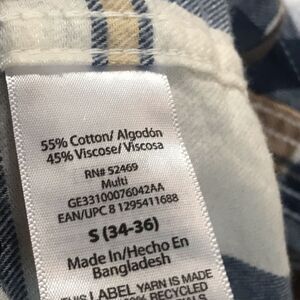 55% Cotton/ Algodón
45% Viscose/ Viscosa
RN# 52469
Multi
GE33100076042AA
EAN/UPC 8 1295411688
S (34-36)
Made In/Hecho En
Bangladesh
THIS LABEL YARN IS MADE
RECYCLED